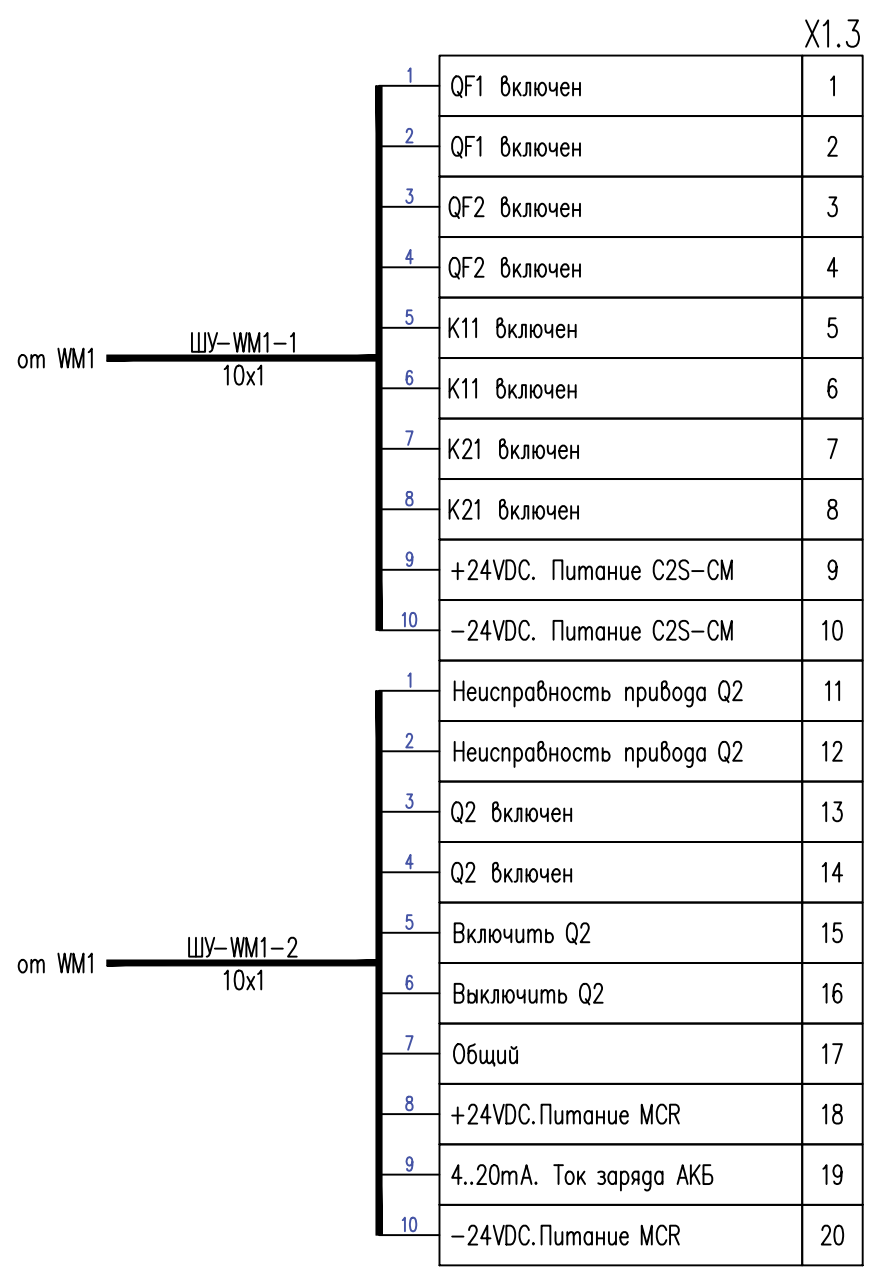 X1.3
1 QF1 включен 1
2 QF1 включен 2
3 QF2 включен 3
4 QF2 включен 4
5 K11 включен 5
ШУ-WM1-1
от WM1
10x1
6 K11 включен 6
7 K21 включен 7
8 K21 включен 8
9 +24VDC. Питание C2S-CM 9
10 -24VDC. Питание C2S-CM 10
1 Неисправность привода Q2 11
2 Неисправность привода Q2 12
3 Q2 включен 13
4 Q2 включен 14
5 Включить Q2 15
ШУ-WM1-2
от WM1
10x1
6 Выключить Q2 16
7 Общий 17
8 +24VDC.Питание MCR 18
9 4..20mA. Ток заряда АКБ 19
10 -24VDC.Питание MCR 20